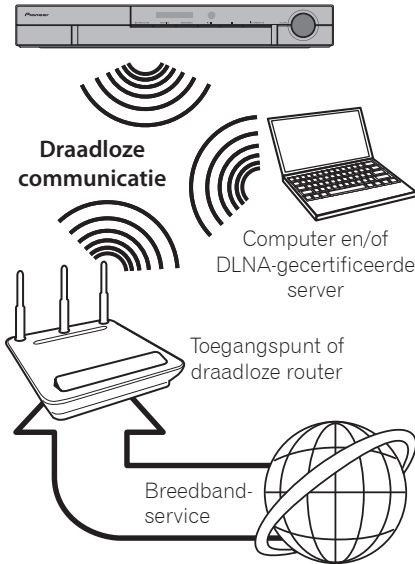 Pioneer
Draadloze
communicatie
Computer en/of
DLNA-gecertificeerde
server
Toegangspunt of
draadloze router
Breedband-
service